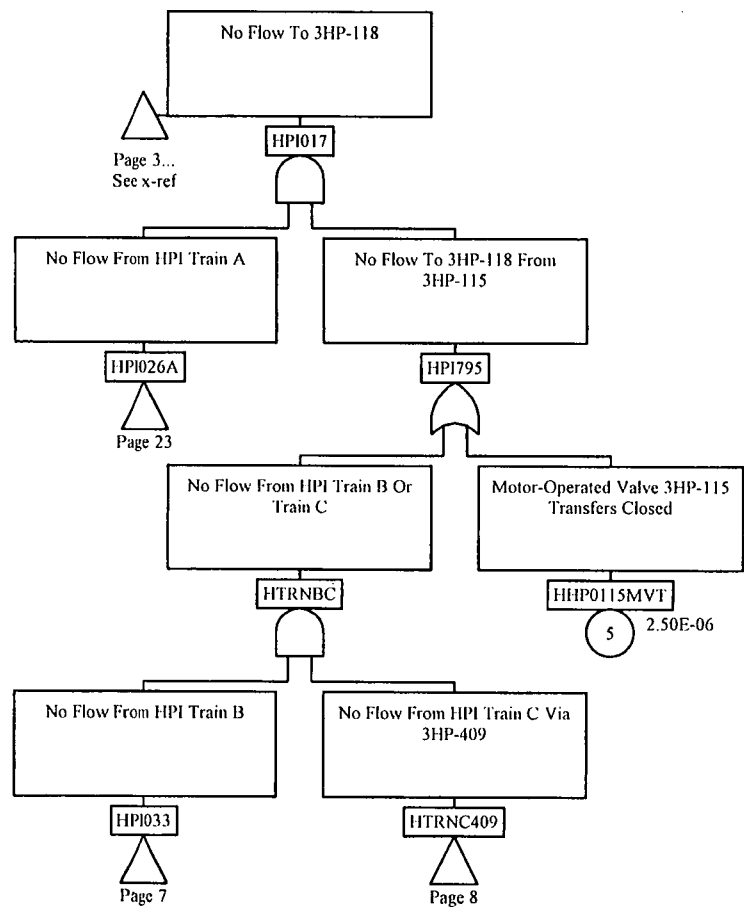 No Flow To 3HP-118
HPI017
Page 3...
See x-ref
No Flow From HPI Train A
HPI026A
Page 23
No Flow To 3HP-118 From
3HP-115
HPI795
No Flow From HPI Train B Or
Train C
HTRNBC
Motor-Operated Valve 3HP-115
Transfers Closed
HHP0115MVT
5
2.50E-06
No Flow From HPI Train B
HPI033
Page 7
No Flow From HPI Train C Via
3HP-409
HTRNC409
Page 8